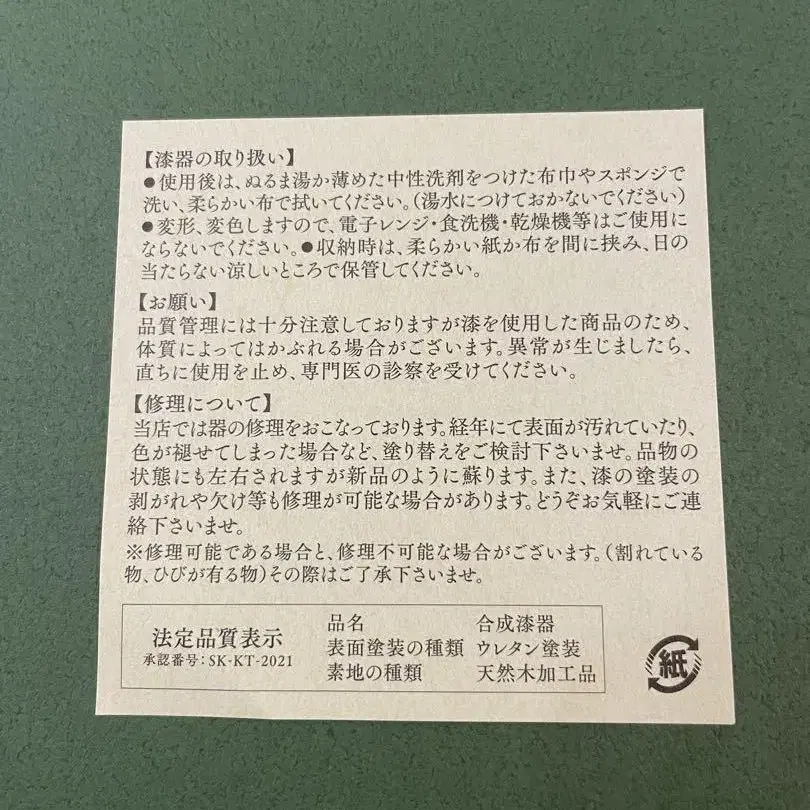 【漆器の取り扱い】
●使用後は、ぬるま湯か薄めた中性洗剤をつけた布巾やスポンジで
洗い、柔らかい布で拭いてください。(湯水につけておかないでください)
●変形、変色しますので、電子レンジ・食洗機・乾燥機等はご使用に
ならないでください。●収納時は、柔らかい紙か布を間に挟み、日の
当たらない涼しいところで保管してください。
【お願い】
品質管理には十分注意しておりますが漆を使用した商品のため、
体質によってはかぶれる場合がございます。異常が生じましたら、
直ちに使用を止め、専門医の診察を受けてください。
【修理について】
当店では器の修理をおこなっております。経年にて表面が汚れていたり、
色が褪せてしまった場合など、塗り替えをご検討下さいませ。品物の
状態にも左右されますが新品のように蘇ります。また、漆の塗装の
剥がれや欠け等も修理が可能な場合があります。どうぞお気軽にご連
絡下さいませ。
※修理可能である場合と、修理不可能な場合がございます。(割れている
物、ひびが有る物)その際はご了承下さいませ。
法定品質表示
承認番号:SK-KT-2021
品名 合成漆器
表面塗装の種類 ウレタン塗装
素地の種類 天然木加工品
紙